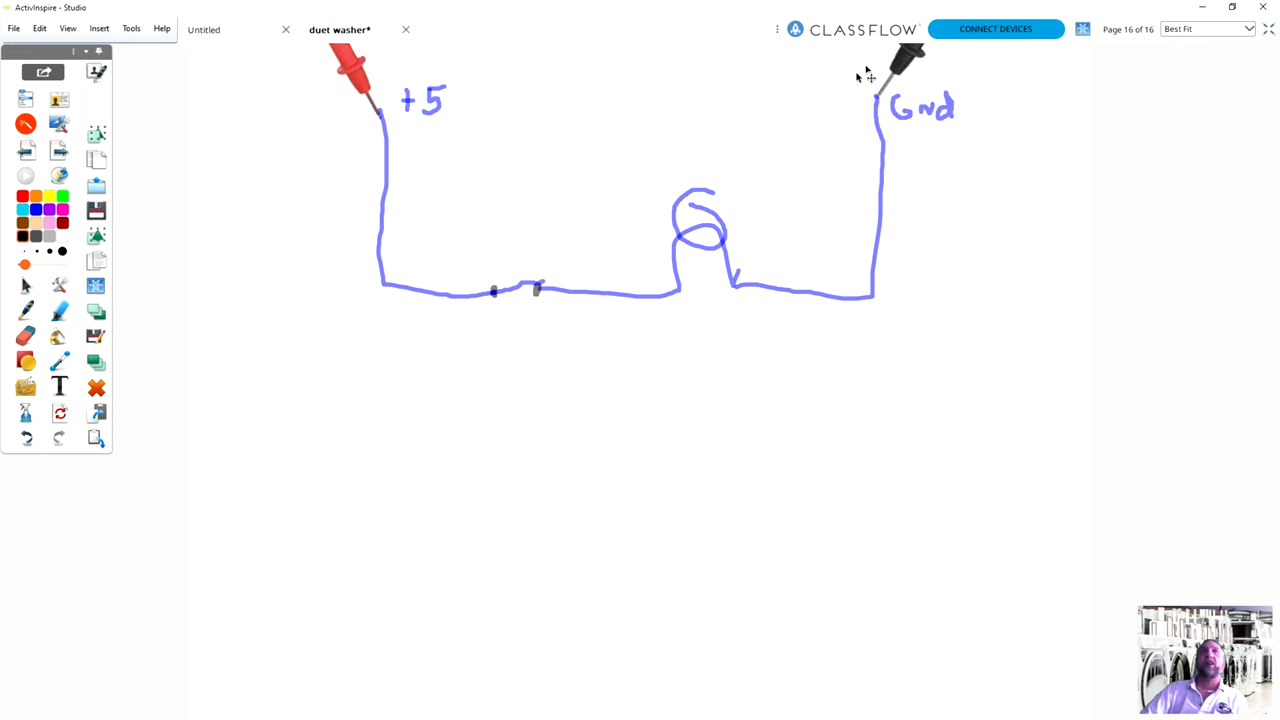 ActivInspire - Studio
File Edit View Insert Tools Help
Untitled
duet washer*
CLASSFLOW
CONNECT DEVICES
Page 16 of 16
Best Fit
+5
Gnd
T